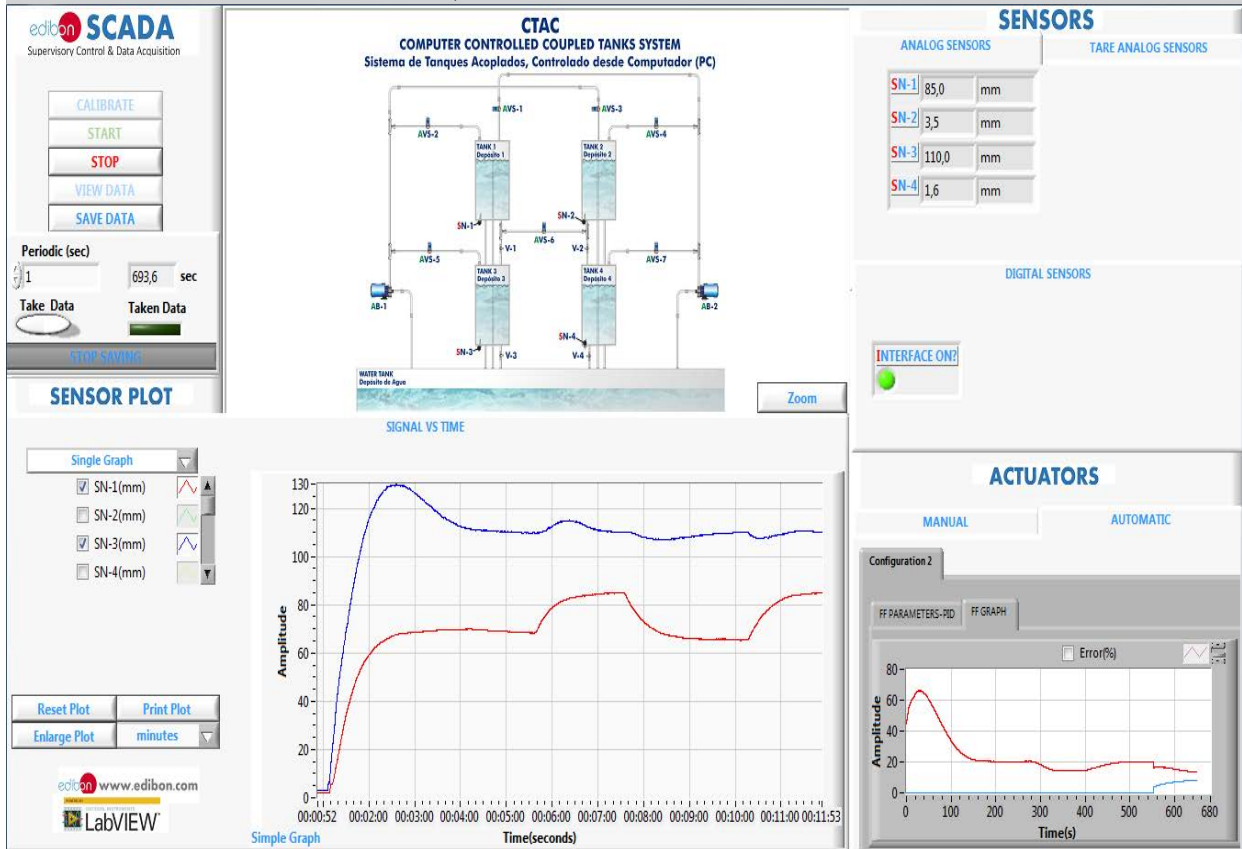 edibon SCADA
Supervisory Control & Data Acquisition
CALIBRATE
START
STOP
VIEW DATA
SAVE DATA
Periodic (sec)
1
693,6 sec
Take Data
Taken Data
STOP SAVING
CTAC
COMPUTER CONTROLLED COUPLED TANKS SYSTEM
Sistema de Tanques Acoplados, Controlado desde Computador (PC)
AVS-1
AVS-3
AVS-2
AVS-4
TANK 1
Depósito 1
TANK 2
Depósito 2
SN-1
SN-2
AVS-6
V-1
V-2
AVS-5
AVS-7
TANK 3
Depósito 3
TANK 4
Depósito 4
AB-1
AB-2
SN-3
V-3
SN-4
V-4
WATER TANK
Depósito de Agua
Zoom
SENSORS
ANALOG SENSORS
TARE ANALOG SENSORS
SN-1 85,0 mm
SN-2 3,5 mm
SN-3 110,0 mm
SN-4 1,6 mm
DIGITAL SENSORS
INTERFACE ON?
SENSOR PLOT
Single Graph
SN-1(mm)
SN-2(mm)
SN-3(mm)
SN-4(mm)
Reset Plot
Print Plot
Enlarge Plot
minutes
edibon www.edibon.com
LabVIEW
SIGNAL VS TIME
Amplitude
130
120
100
80
60
40
20
0
00:00:52 00:02:00 00:03:00 00:04:00 00:05:00 00:06:00 00:07:00 00:08:00 00:09:00 00:10:00 00:11:53
Simple Graph
Time(seconds)
ACTUATORS
MANUAL
AUTOMATIC
Configuration 2
FF PARAMETERS-PID
FF GRAPH
Error(%)
Amplitude
80
60
40
20
0
0 100 200 300 400 500 600 680
Time(s)